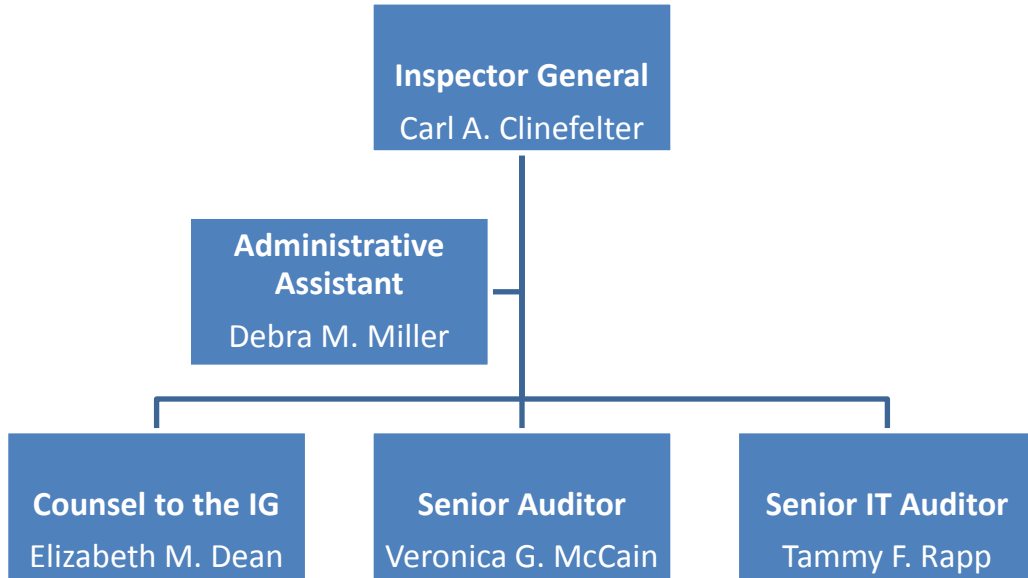 Inspector General
Carl A. Clinefelter
Administrative
Assistant
Debra M. Miller
Counsel to the IG
Elizabeth M. Dean
Senior Auditor
Veronica G. McCain
Senior IT Auditor
Tammy F. Rapp